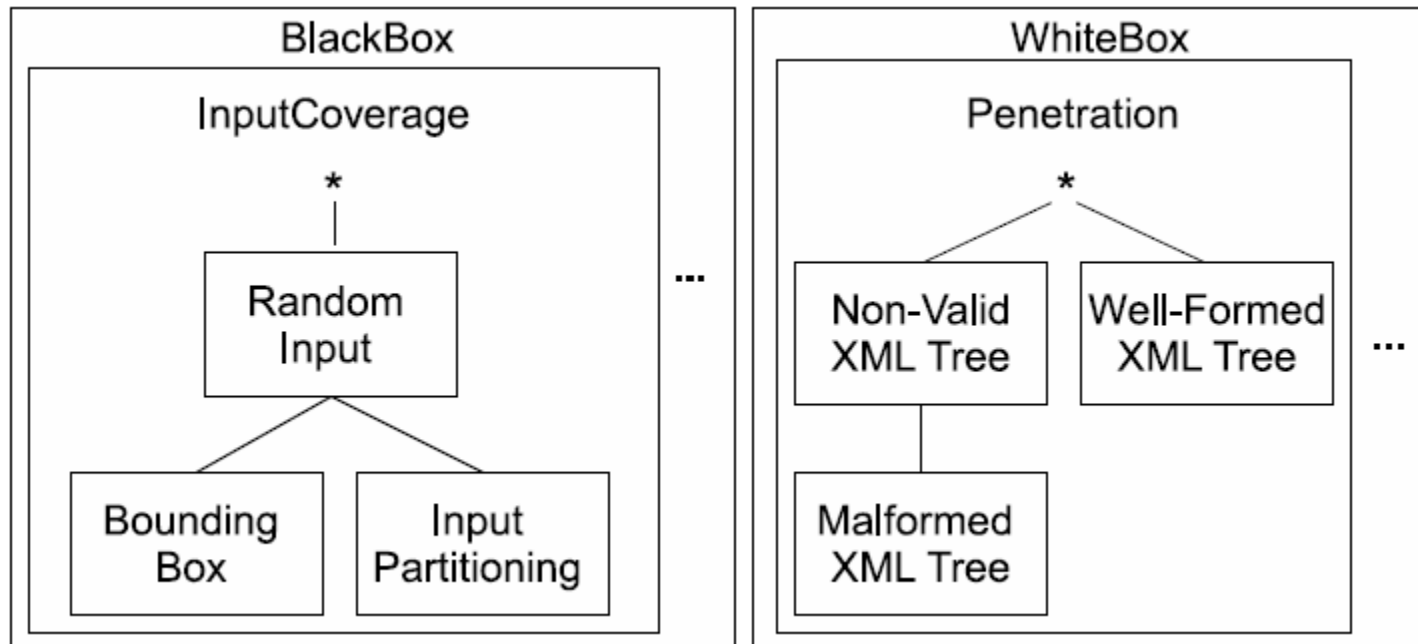 BlackBox
InputCoverage
*
Random
Input
Bounding
Box
Input
Partitioning
...
WhiteBox
Penetration
*
Non-Valid
XML Tree
Well-Formed
XML Tree
Malformed
XML Tree
...